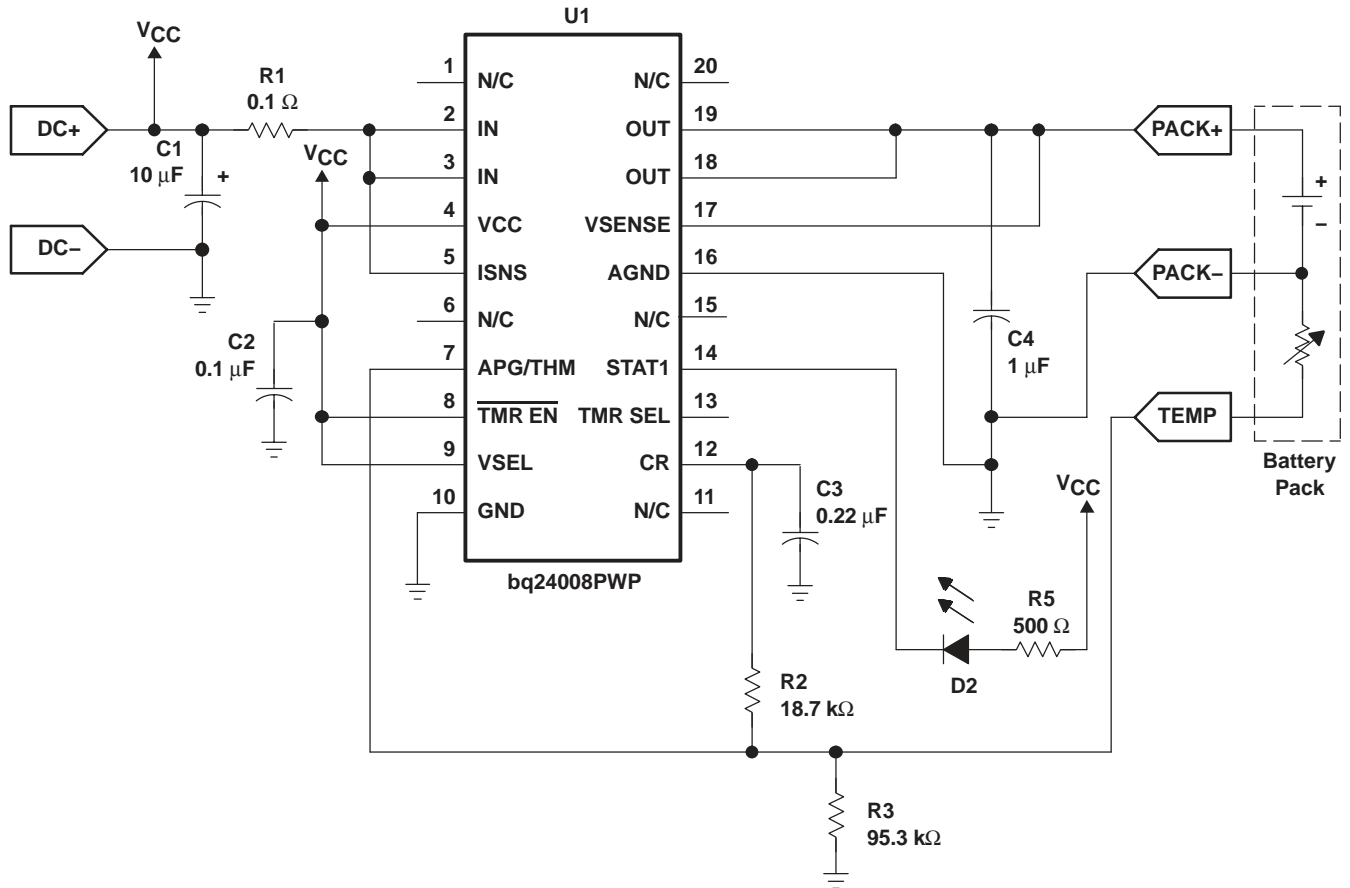 U1
VCC
R1
0.1 Ω
DC+
C1
10 μF
+
DC−
VCC
C2
0.1 μF
1
N/C
2
IN
3
IN
4
VCC
5
ISNS
6
N/C
7
APG/THM
8
TMR EN
9
VSEL
10
GND
20
N/C
19
OUT
18
OUT
17
VSENSE
16
AGND
15
N/C
14
STAT1
13
TMR SEL
12
CR
11
N/C
bq24008PWP
C3
0.22 μF
C4
1 μF
PACK+
+
−
PACK−
TEMP
Battery
Pack
VCC
R5
500 Ω
D2
R2
18.7 kΩ
R3
95.3 kΩ